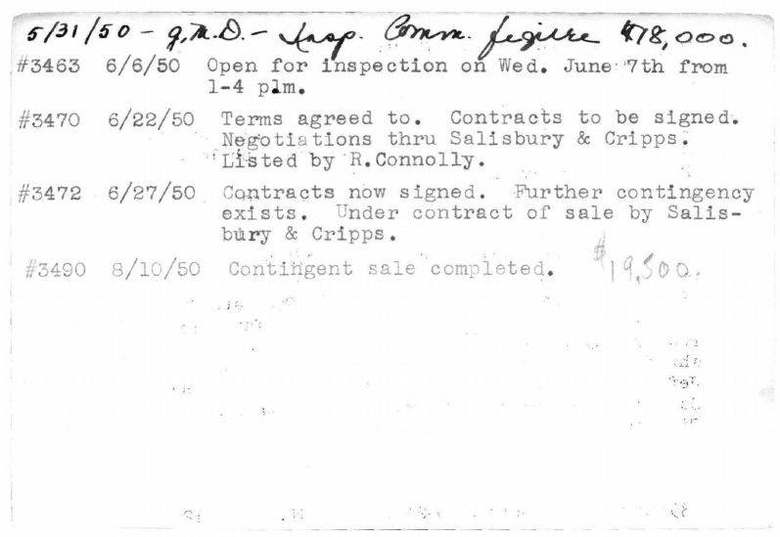 5/31/50 - g.m.D. - Insp. Comm. figure $18,000.
#3463 6/6/50 Open for inspection on Wed. June 7th from
1-4 plm.
#3470 6/22/50 Terms agreed to. Contracts to be signed.
Negotiations thru Salisbury & Cripps.
Listed by R.Connolly.
#3472 6/27/50 Contracts now signed. Further contingency
exists. Under contract of sale by Salis-
bury & Cripps.
#3490 8/10/50 Contingent sale completed. $19,500.